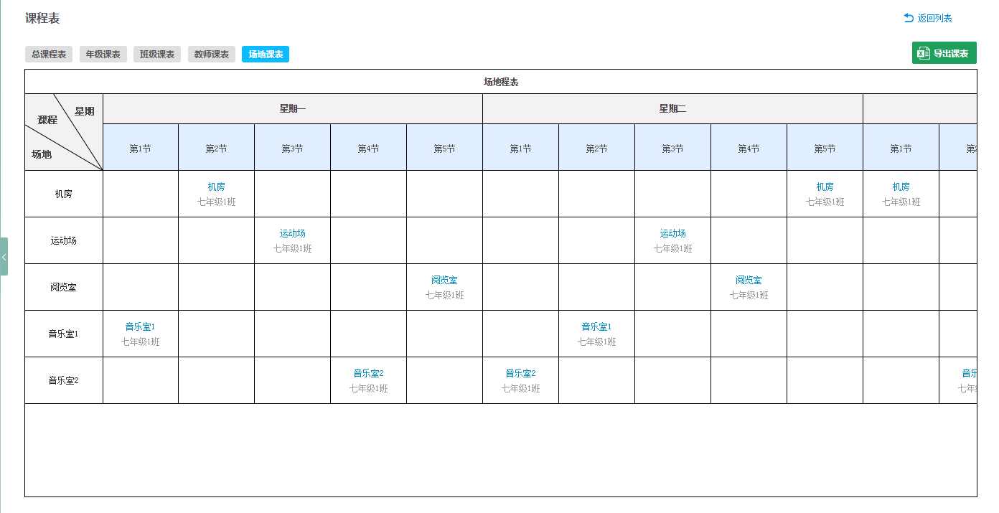 课程表
返回列表
总课程表 年级课表 班级课表 教师课表 场地课表
导出课表
场地程表
星期
课程
场地
星期一 星期二
第1节 第2节 第3节 第4节 第5节 第1节 第2节 第3节 第4节 第5节 第1节 第2
机房 机房 机房 机房
七年级1班 七年级1班 七年级1班
运动场 运动场 运动场
七年级1班 七年级1班
阅览室 阅览室 阅览室
七年级1班 七年级1班
音乐室1 音乐室1 音乐室1
七年级1班 七年级1班
音乐室2 音乐室2 音乐室2 音乐
七年级1班 七年级1班 七年